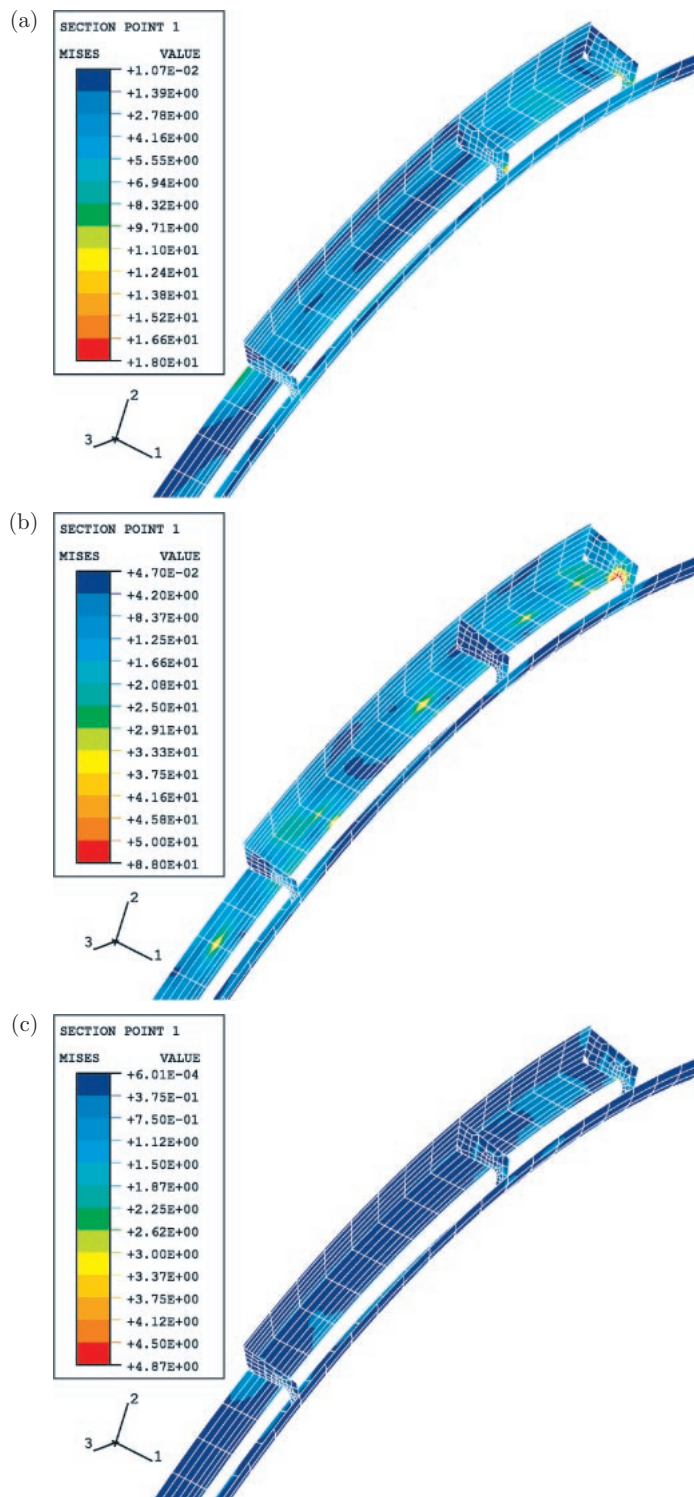 (a)
SECTION POINT 1
MISES VALUE
+1.07E-02
+1.39E+00
+2.78E+00
+4.16E+00
+5.55E+00
+6.94E+00
+8.32E+00
+9.71E+00
+1.10E+01
+1.24E+01
+1.38E+01
+1.52E+01
+1.66E+01
+1.80E+01
2
3
1
(b)
SECTION POINT 1
MISES VALUE
+4.70E-02
+4.20E+00
+8.37E+00
+1.25E+01
+1.66E+01
+2.08E+01
+2.50E+01
+2.91E+01
+3.33E+01
+3.75E+01
+4.16E+01
+4.58E+01
+5.00E+01
+8.80E+01
2
3
1
(c)
SECTION POINT 1
MISES VALUE
+6.01E-04
+3.75E-01
+7.50E-01
+1.12E+00
+1.50E+00
+1.87E+00
+2.25E+00
+2.62E+00
+3.00E+00
+3.37E+00
+3.75E+00
+4.12E+00
+4.50E+00
+4.87E+00
2
3
1